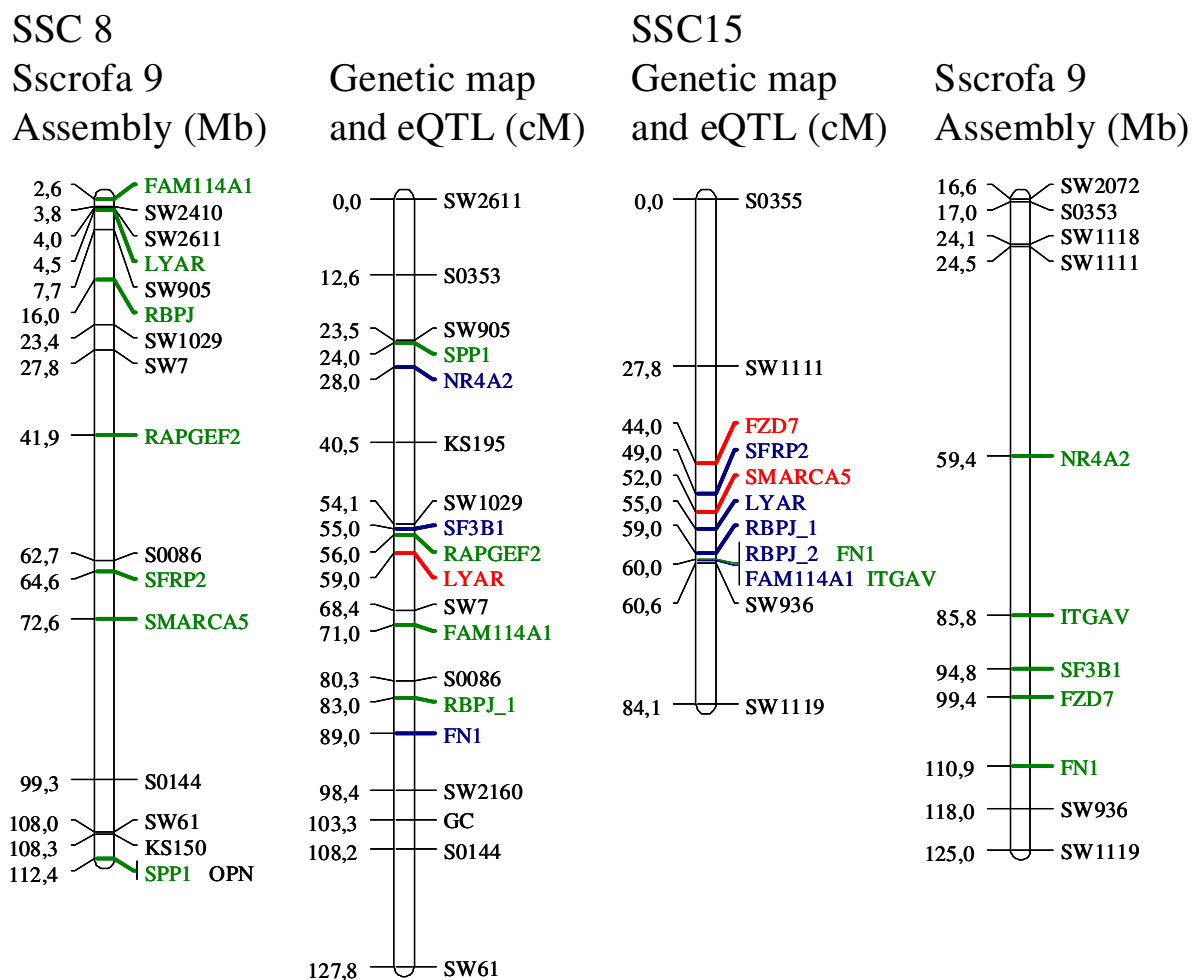 SSC 8
Sscrofa 9
Assembly (Mb)
2,6 FAM114A1
3,8 SW2410
4,0 SW2611
4,5 LYAR
7,7 SW905
16,0 RBPJ
23,4 SW1029
27,8 SW7
41,9 RAPGEF2
62,7 S0086
64,6 SFRP2
72,6 SMARCA5
99,3 S0144
108,0 SW61
108,3 KS150
112,4 SPP1 OPN
Genetic map
and eQTL (cM)
0,0 SW2611
12,6 S0353
23,5 SW905
24,0 SPP1
28,0 NR4A2
40,5 KS195
54,1 SW1029
55,0 SF3B1
56,0 RAPGEF2
59,0 LYAR
68,4 SW7
71,0 FAM114A1
80,3 S0086
83,0 RBPJ_1
89,0 FN1
98,4 SW2160
103,3 GC
108,2 S0144
127,8 SW61
SSC15
Genetic map
and eQTL (cM)
0,0 S0355
27,8 SW1111
44,0 FZD7
49,0 SFRP2
52,0 SMARCA5
55,0 LYAR
59,0 RBPJ_1
RBPJ_2 FN1
60,0 FAM114A1 ITGAV
60,6 SW936
84,1 SW1119
Sscrofa 9
Assembly (Mb)
16,6 SW2072
17,0 S0353
24,1 SW1118
24,5 SW1111
59,4 NR4A2
85,8 ITGAV
94,8 SF3B1
99,4 FZD7
110,9 FN1
118,0 SW936
125,0 SW1119